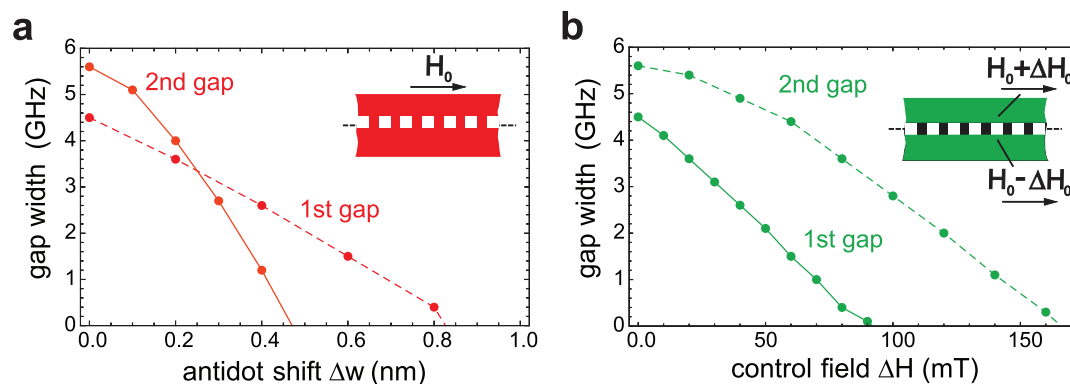 a
6
5
4
3
2
1
0
gap width (GHz)
2nd gap
1st gap
H₀
0.0
0.2
0.4
0.6
0.8
1.0
antidot shift Δw (nm)
b
6
5
4
3
2
1
0
gap width (GHz)
2nd gap
1st gap
H₀+ΔH₀
H₀-ΔH₀
0
50
100
150
control field ΔH (mT)